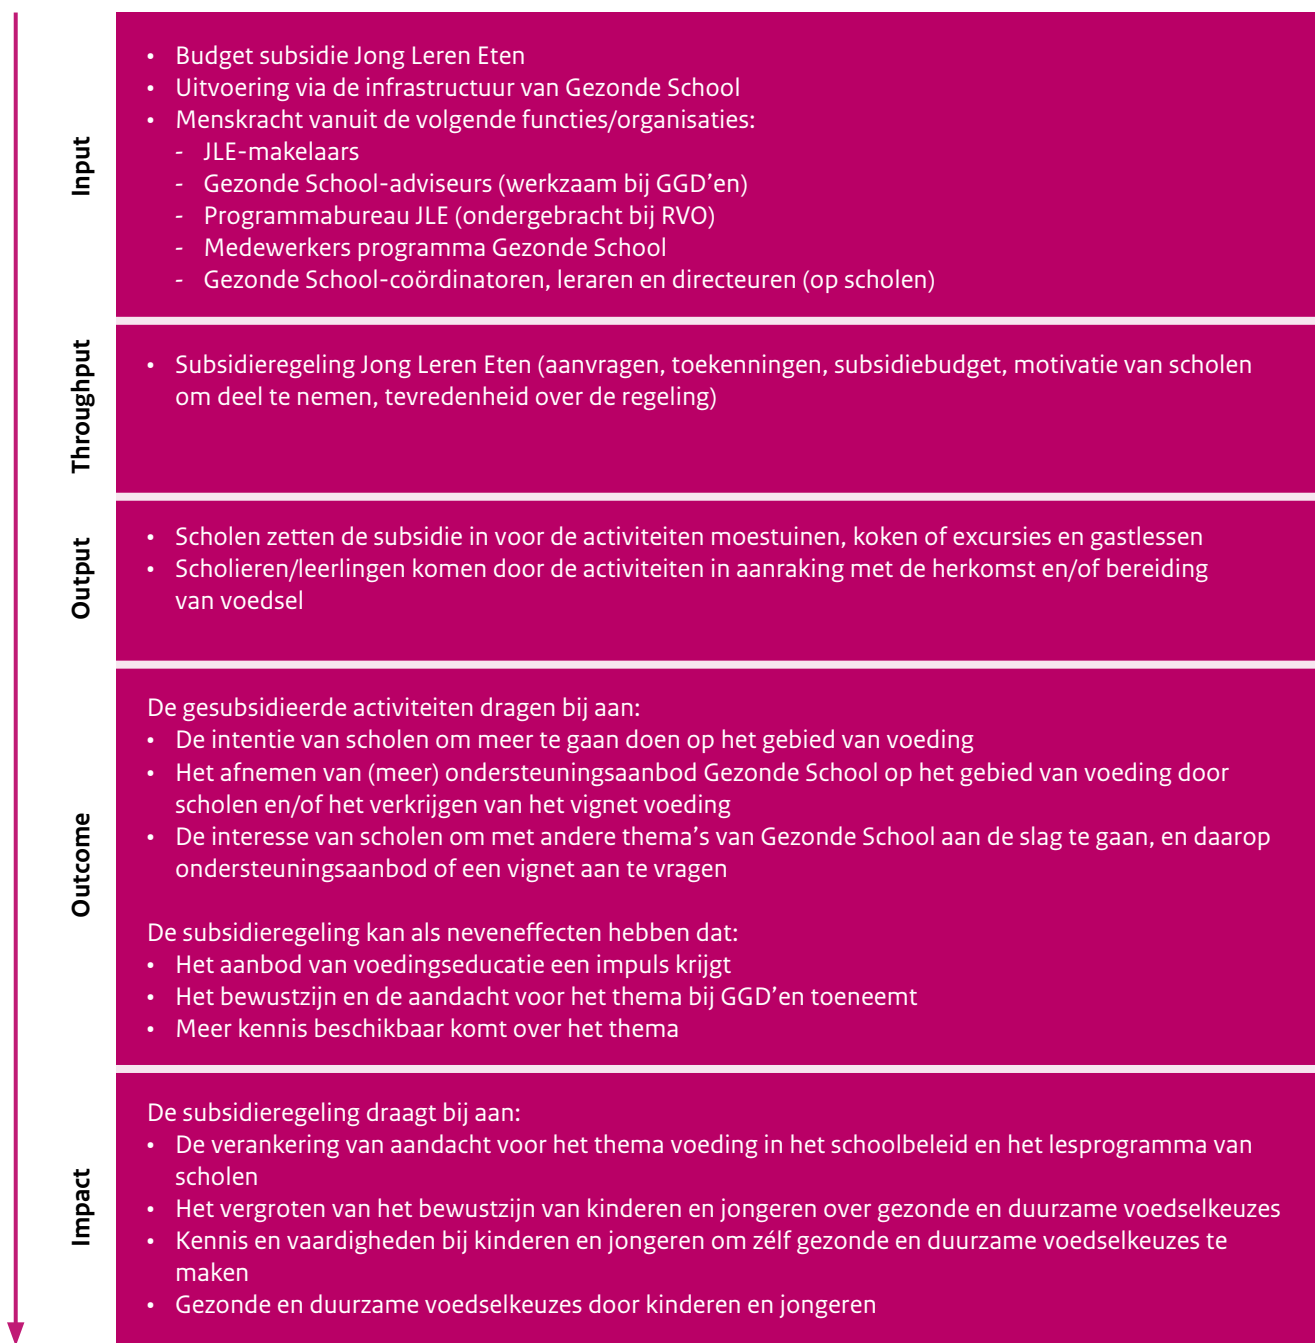 Input
• Budget subsidie Jong Leren Eten
• Uitvoering via de infrastructuur van Gezonde School
• Menskracht vanuit de volgende functies/organisaties:
- JLE-makelaars
- Gezonde School-adviseurs (werkzaam bij GGD’en)
- Programmabureau JLE (ondergebracht bij RVO)
- Medewerkers programma Gezonde School
- Gezonde School-coördinatoren, leraren en directeuren (op scholen)
Throughput
• Subsidieregeling Jong Leren Eten (aanvragen, toekenningen, subsidiebudget, motivatie van scholen
om deel te nemen, tevredenheid over de regeling)
Output
• Scholen zetten de subsidie in voor de activiteiten moestuinen, koken of excursies en gastlessen
• Scholieren/leerlingen komen door de activiteiten in aanraking met de herkomst en/of bereiding
van voedsel
Outcome
De gesubsidieerde activiteiten dragen bij aan:
• De intentie van scholen om meer te gaan doen op het gebied van voeding
• Het afnemen van (meer) ondersteuningsaanbod Gezonde School op het gebied van voeding door
scholen en/of het verkrijgen van het vignet voeding
• De interesse van scholen om met andere thema’s van Gezonde School aan de slag te gaan, en daarop
ondersteuningsaanbod of een vignet aan te vragen
De subsidieregeling kan als neveneffecten hebben dat:
• Het aanbod van voedingseducatie een impuls krijgt
• Het bewustzijn en de aandacht voor het thema bij GGD’en toeneemt
• Meer kennis beschikbaar komt over het thema
Impact
De subsidieregeling draagt bij aan:
• De verankering van aandacht voor het thema voeding in het schoolbeleid en het lesprogramma van
scholen
• Het vergroten van het bewustzijn van kinderen en jongeren over gezonde en duurzame voedselkeuzes
• Kennis en vaardigheden bij kinderen en jongeren om zélf gezonde en duurzame voedselkeuzes te
maken
• Gezonde en duurzame voedselkeuzes door kinderen en jongeren